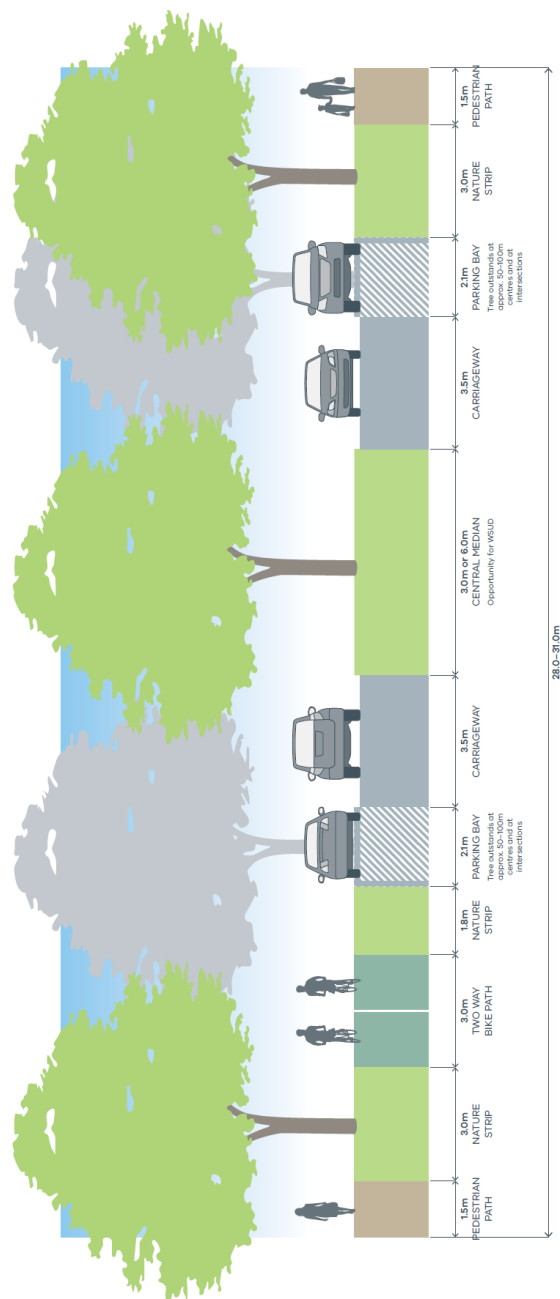 1.5m
PEDESTRIAN
PATH
3.0m
NATURE
STRIP
3.0m
TWO WAY
BIKE PATH
1.8m
NATURE
STRIP
2.1m
PARKING BAY
Tree outstands at
approx. 50-100m
centres and at
intersections
3.5m
CARRIAGEWAY
3.0m or 6.0m
CENTRAL MEDIAN
Opportunity for WSUD
3.5m
CARRIAGEWAY
2.1m
PARKING BAY
Tree outstands at
approx. 50-100m
centres and at
intersections
3.0m
NATURE
STRIP
1.5m
PEDESTRIAN
PATH
28.0–31.0m